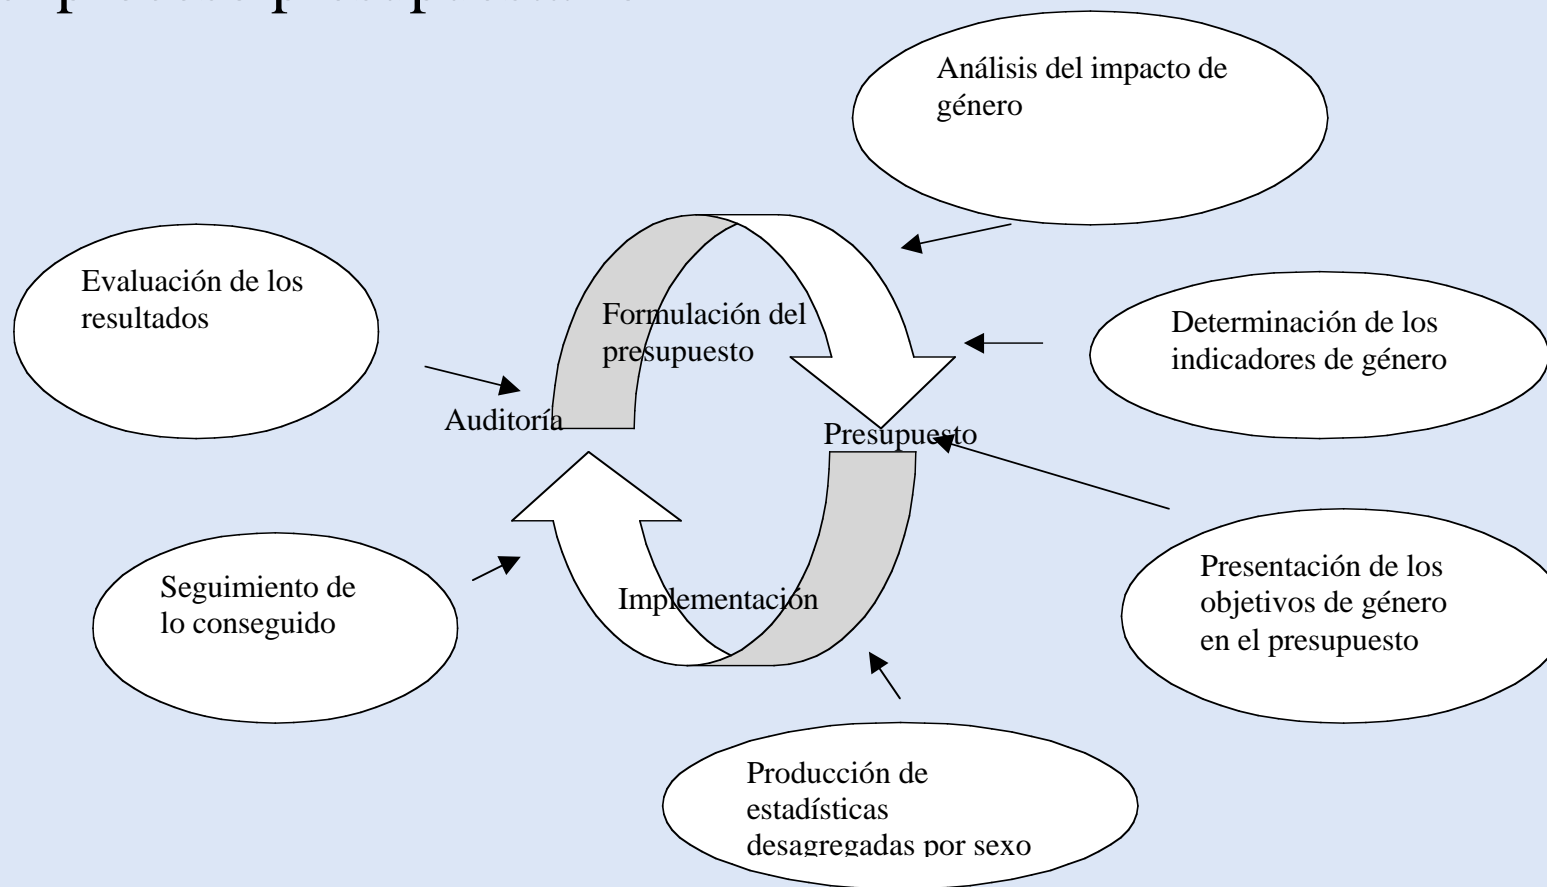 Análisis del impacto de
género
Evaluación de los
resultados
Formulación del
presupuesto
Determinación de los
indicadores de género
Auditoría
Presupuesto
Seguimiento de
lo conseguido
Implementación
Presentación de los
objetivos de género
en el presupuesto
Producción de
estadísticas
desagregadas por sexo